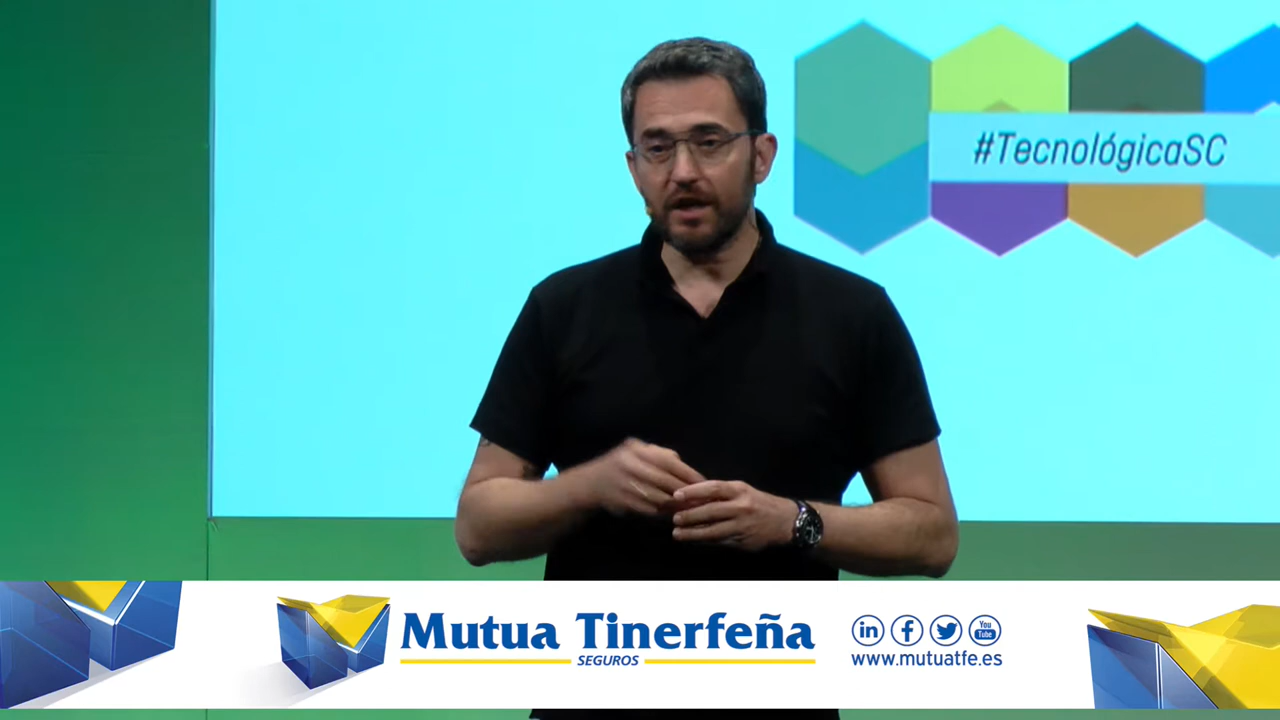 #TecnológicaSC
Mutua Tinerfeña
SEGUROS
in f You Tube
www.mutuatfe.es